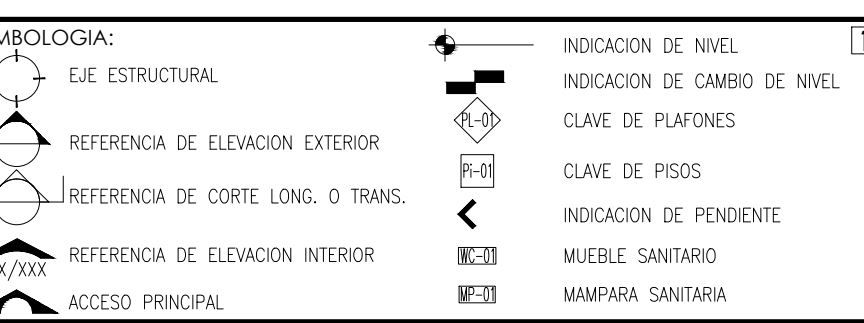 MBOLOGIA:
EJE ESTRUCTURAL
REFERENCIA DE ELEVACION EXTERIOR
REFERENCIA DE CORTE LONG. O TRANS.
X/XXX REFERENCIA DE ELEVACION INTERIOR
ACCESO PRINCIPAL
INDICACION DE NIVEL
INDICACION DE CAMBIO DE NIVEL
PL-01 CLAVE DE PLAFONES
Pi-01 CLAVE DE PISOS
INDICACION DE PENDIENTE
WC-01 MUEBLE SANITARIO
MP-01 MAMPARA SANITARIA
1